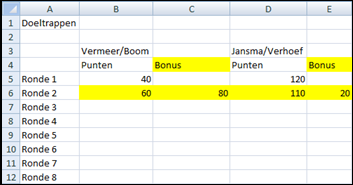 A B C D E
1 Doeltrappen
2
3 Vermeer/Boom Jansma/Verhoef
4 Punten Bonus Punten Bonus
5 Ronde 1 40 120
6 Ronde 2 60 80 110 20
7 Ronde 3
8 Ronde 4
9 Ronde 5
10 Ronde 6
11 Ronde 7
12 Ronde 8